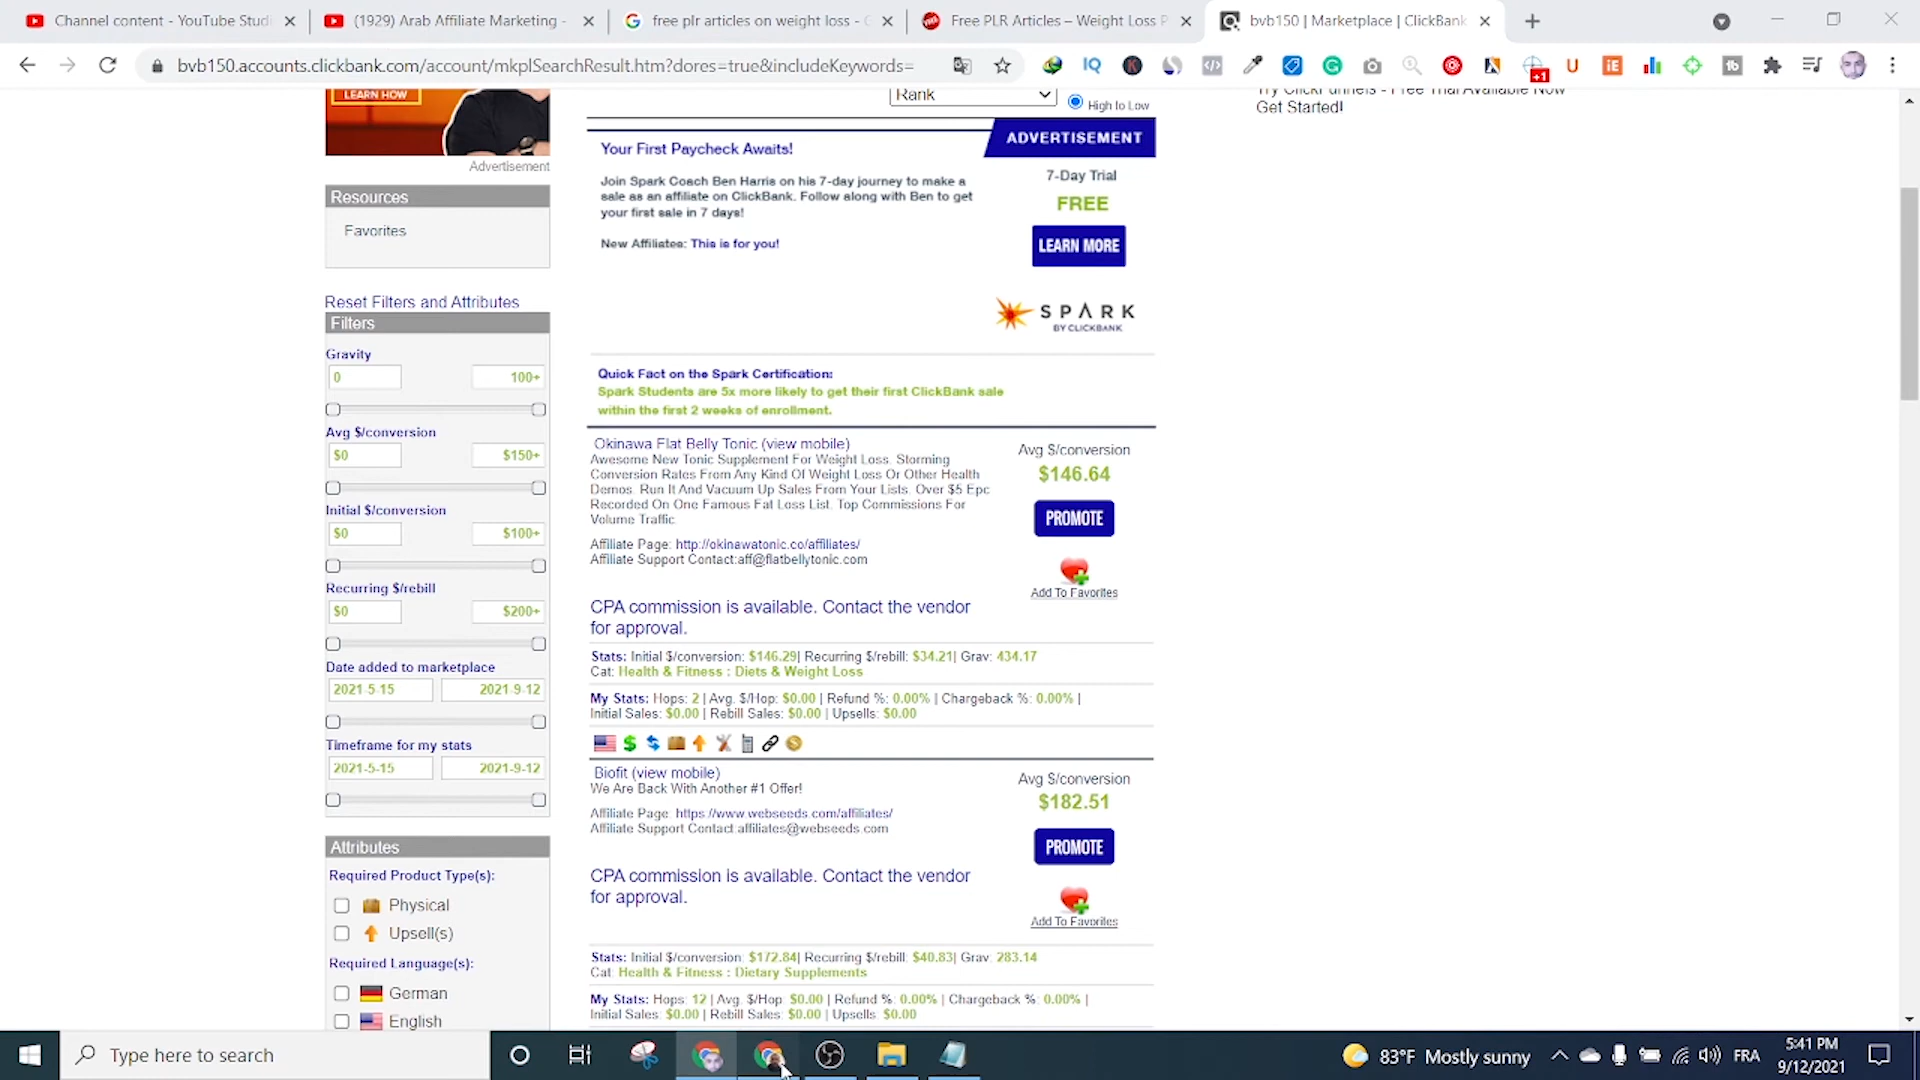 Channel content - YouTube Studi
(1929) Arab Affiliate Marketing -
free plr articles on weight loss - G
Free PLR Articles – Weight Loss P
bvb150 | Marketplace | ClickBank
bvb150.accounts.clickbank.com/account/mkplSearchResult.htm?dores=true&includeKeywords=
LEARN HOW
Advertisement
Resources
Favorites
Reset Filters and Attributes
Filters
Gravity
0
100+
Avg $/conversion
$0
$150+
Initial $/conversion
$0
$100+
Recurring $/rebill
$0
$200+
Date added to marketplace
2021-5-15
2021-9-12
Timeframe for my stats
2021-5-15
2021-9-12
Attributes
Required Product Type(s):
Physical
Upsell(s)
Required Language(s):
German
English
Rank
High to Low
ADVERTISEMENT
Your First Paycheck Awaits!
Join Spark Coach Ben Harris on his 7-day journey to make a
sale as an affiliate on ClickBank. Follow along with Ben to get
your first sale in 7 days!
New Affiliates: This is for you!
7-Day Trial
FREE
LEARN MORE
SPARK
BY CLICKBANK
Quick Fact on the Spark Certification:
Spark Students are 5x more likely to get their first ClickBank sale
within the first 2 weeks of enrollment.
Okinawa Flat Belly Tonic (view mobile)
Awesome New Tonic Supplement For Weight Loss. Storming
Conversion Rates From Any Kind Of Weight Loss Or Other Health
Demos. Run It And Vacuum Up Sales From Your Lists. Over $5 Epc
Recorded On One Famous Fat Loss List. Top Commissions For
Volume Traffic.
Affiliate Page: http://okinawatonic.co/affiliates/
Affiliate Support Contact:aff@flatbellytonic.com
Avg $/conversion
$146.64
PROMOTE
Add To Favorites
CPA commission is available. Contact the vendor
for approval.
Stats: Initial $/conversion: $146.29| Recurring $/rebill: $34.21| Grav: 434.17
Cat: Health & Fitness : Diets & Weight Loss
My Stats: Hops: 2 | Avg. $/Hop: $0.00 | Refund %: 0.00% | Chargeback %: 0.00% |
Initial Sales: $0.00 | Rebill Sales: $0.00 | Upsells: $0.00
Biofit (view mobile)
We Are Back With Another #1 Offer!
Affiliate Page: https://www.webseeds.com/affiliates/
Affiliate Support Contact:affiliates@webseeds.com
Avg $/conversion
$182.51
PROMOTE
Add To Favorites
CPA commission is available. Contact the vendor
for approval.
Stats: Initial $/conversion: $172.84| Recurring $/rebill: $40.83| Grav: 283.14
Cat: Health & Fitness : Dietary Supplements
My Stats: Hops: 12 | Avg. $/Hop: $0.00 | Refund %: 0.00% | Chargeback %: 0.00% |
Initial Sales: $0.00 | Rebill Sales: $0.00 | Upsells: $0.00
Try ClickFunnels - Free Trial Available Now
Get Started!
Type here to search
83°F Mostly sunny
FRA
5:41 PM
9/12/2021